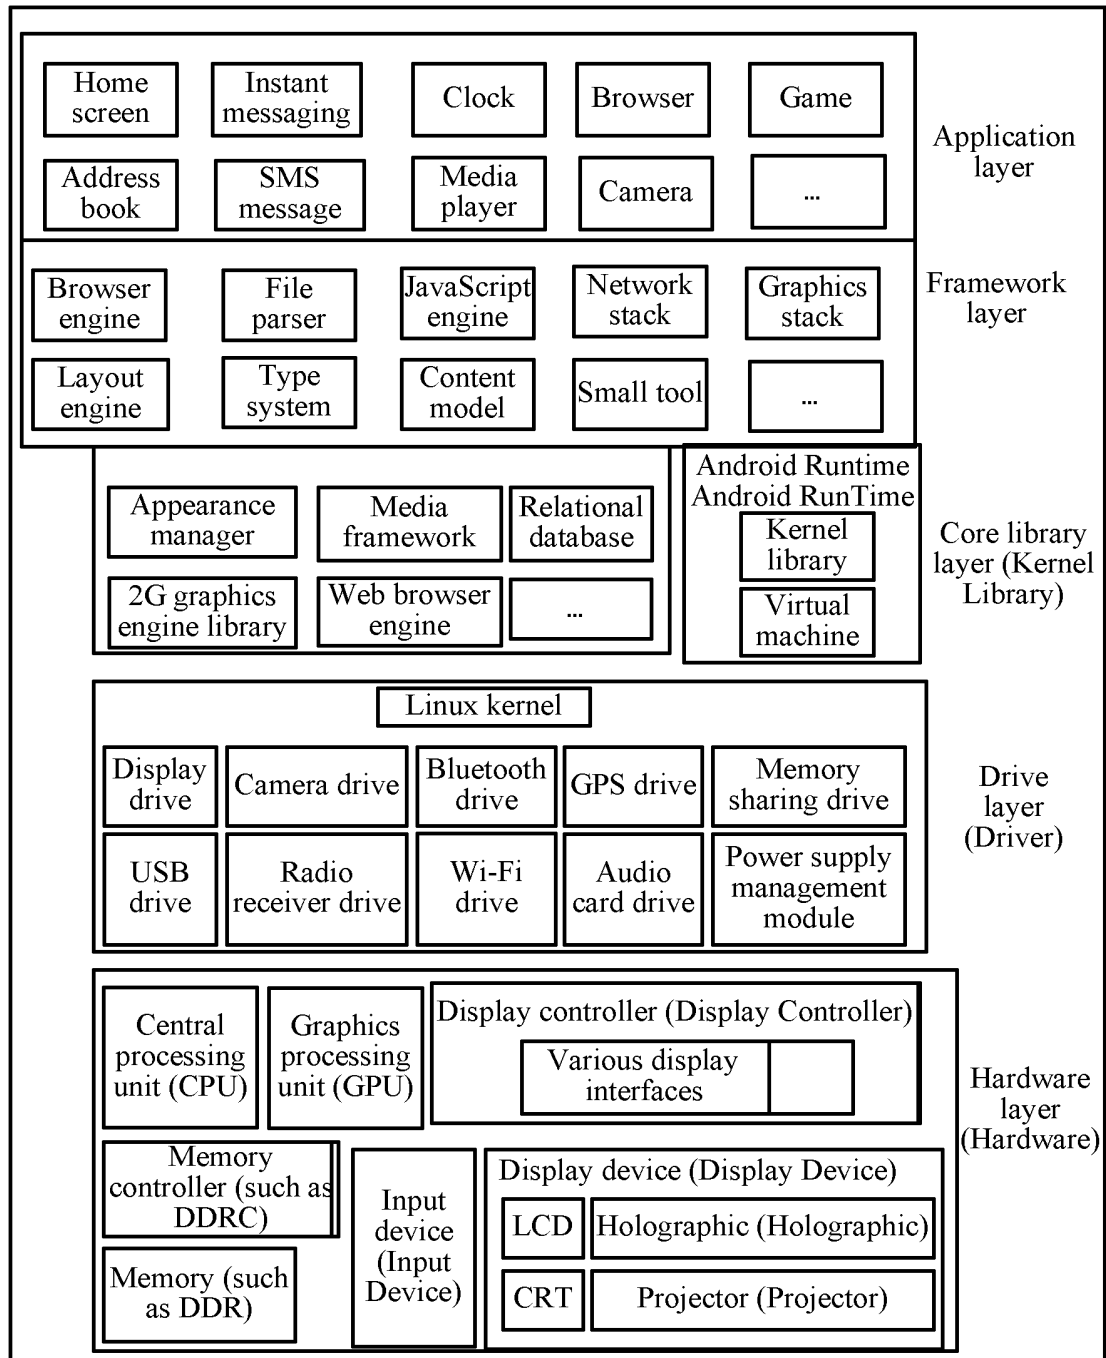 Home
screen
Instant
messaging
Clock
Browser
Game
Address
book
SMS
message
Media
player
Camera
...
Application
layer
Browser
engine
File
parser
JavaScript
engine
Network
stack
Graphics
stack
Layout
engine
Type
system
Content
model
Small tool
...
Framework
layer
Appearance
manager
Media
framework
Relational
database
2G graphics
engine library
Web browser
engine
...
Android Runtime
Android RunTime
Kernel
library
Virtual
machine
Core library
layer (Kernel
Library)
Linux kernel
Display
drive
Camera drive
Bluetooth
drive
GPS drive
Memory
sharing drive
USB
drive
Radio
receiver drive
Wi-Fi
drive
Audio
card drive
Power supply
management
module
Drive
layer
(Driver)
Central
processing
unit (CPU)
Graphics
processing
unit (GPU)
Display controller (Display Controller)
Various display
interfaces
Memory
controller (such as
DDRC)
Memory (such
as DDR)
Input
device
(Input
Device)
Display device (Display Device)
LCD
Holographic (Holographic)
CRT
Projector (Projector)
Hardware
layer
(Hardware)